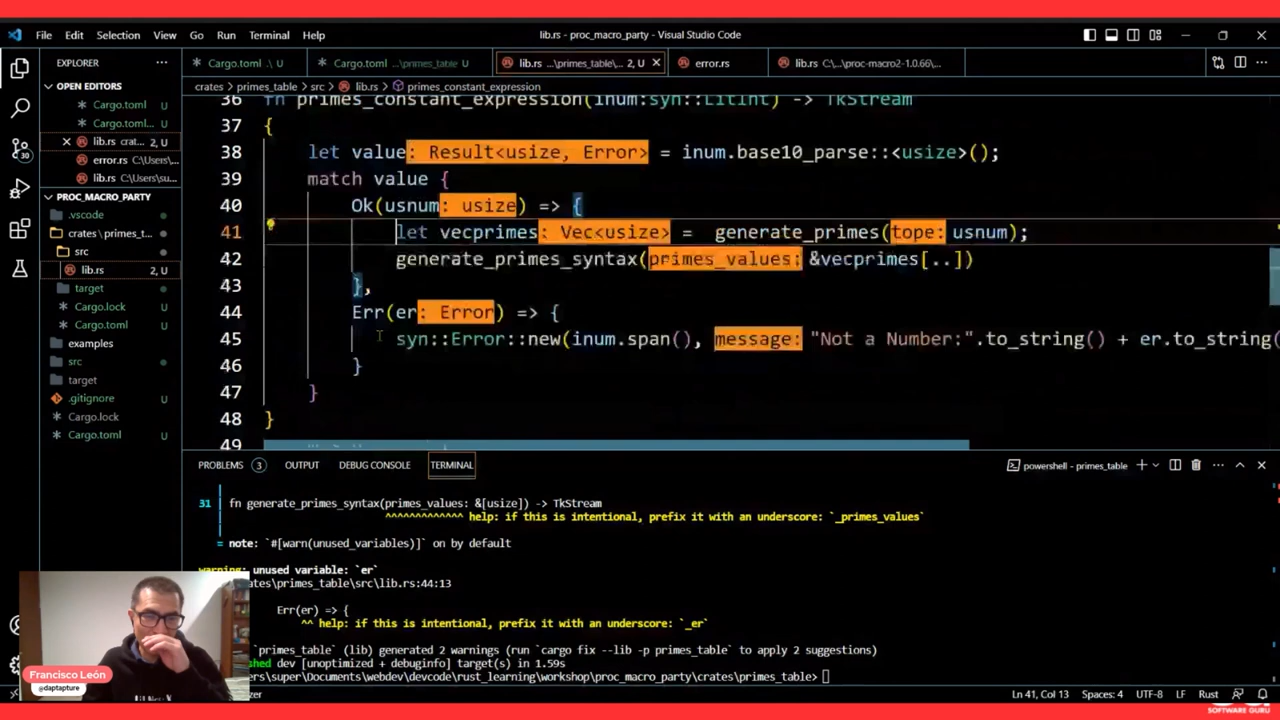 File Edit Selection View Go Run Terminal Help
lib.rs - proc_macro_party - Visual Studio Code
EXPLORER
Cargo.toml .\ U
Cargo.toml ...\primes_table U
lib.rs ...\primes_table\... 2, U
error.rs
lib.rs C:\...\proc-macro2-1.0.66\...
OPEN EDITORS
Cargo.toml U
Cargo.toml... U
lib.rs crat... 2, U
error.rs C:\Users\...
lib.rs C:\Users\su...
PROC_MACRO_PARTY
.vscode
crates \ primes_t...
src
lib.rs 2, U
target
Cargo.lock U
Cargo.toml U
examples
src
target
.gitignore U
Cargo.lock U
Cargo.toml U
30
crates > primes_table > src > lib.rs > primes_constant_expression
36 fn primes_constant_expression(inum:syn::LitInt) -> TkStream
37 {
38 let value: Result<usize, Error> = inum.base10_parse::<usize>();
39 match value {
40 Ok(usnum: usize) => {
41 let vecprimes: Vec<usize> = generate_primes(tope: usnum);
42 generate_primes_syntax(primes_values: &vecprimes[..])
43 },
44 Err(er: Error) => {
45 syn::Error::new(inum.span(), message: "Not a Number:".to_string() + er.to_string(
46 }
47 }
48 }
49
PROBLEMS 3 OUTPUT DEBUG CONSOLE TERMINAL
powershell - primes_table
31 | fn generate_primes_syntax(primes_values: &[usize]) -> TkStream
^^^^^^^^^^^^^ help: if this is intentional, prefix it with an underscore: `_primes_values`
= note: `#[warn(unused_variables)]` on by default
warning: unused variable: `er`
ates\primes_table\src\lib.rs:44:13
Err(er) => {
^^ help: if this is intentional, prefix it with an underscore: `_er`
`primes_table` (lib) generated 2 warnings (run `cargo fix --lib -p primes_table` to apply 2 suggestions)
shed dev [unoptimized + debuginfo] target(s) in 1.59s
ers\super\Documents\webdev\devcode\rust_learning\workshop\proc_macro_party\crates\primes_table>
Francisco León
@daptapture
Ln 41, Col 13 Spaces: 4 UTF-8 LF Rust
SOFTWARE GURU